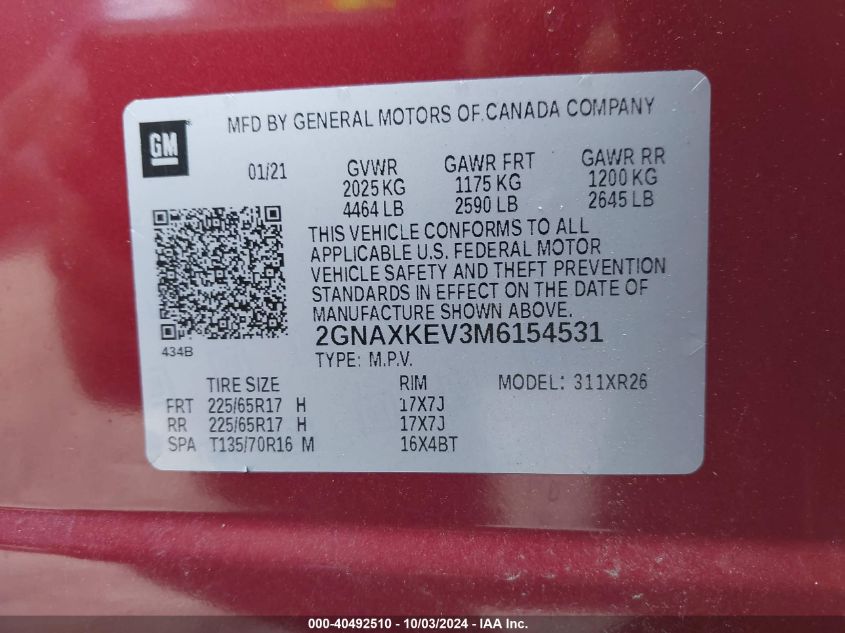 GM
MFD BY GENERAL MOTORS OF CANADA COMPANY
01/21 GVWR GAWR FRT GAWR RR
2025 KG 1175 KG 1200 KG
4464 LB 2590 LB 2645 LB
THIS VEHICLE CONFORMS TO ALL
APPLICABLE U.S. FEDERAL MOTOR
VEHICLE SAFETY AND THEFT PREVENTION
STANDARDS IN EFFECT ON THE DATE OF
MANUFACTURE SHOWN ABOVE.
2GNAXKEV3M6154531
434B
TYPE: M.P.V.
TIRE SIZE RIM MODEL: 311XR26
FRT 225/65R17 H 17X7J
RR 225/65R17 H 17X7J
SPA T135/70R16 M 16X4BT
000-40492510 - 10/03/2024 - IAA Inc.